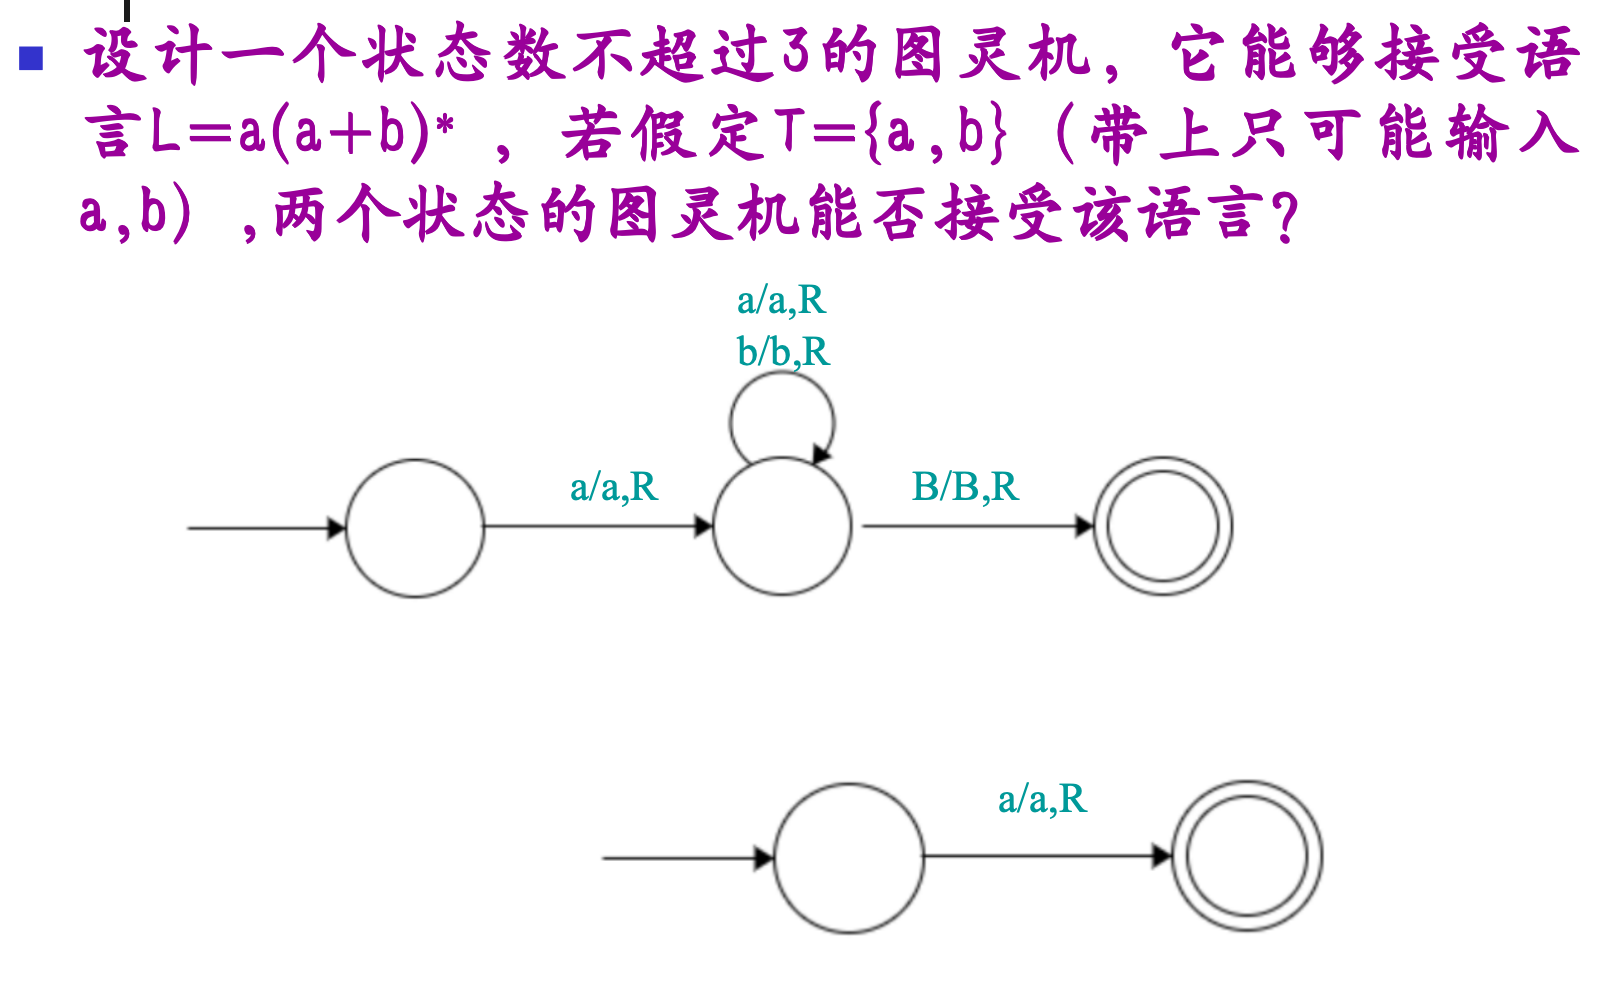 设计一个状态数不超过3的图灵机，它能够接受语
言L=a(a+b)*，若假定T={a,b}（带上只可能输入
a,b）,两个状态的图灵机能否接受该语言?
a/a,R
b/b,R
a/a,R
B/B,R
a/a,R